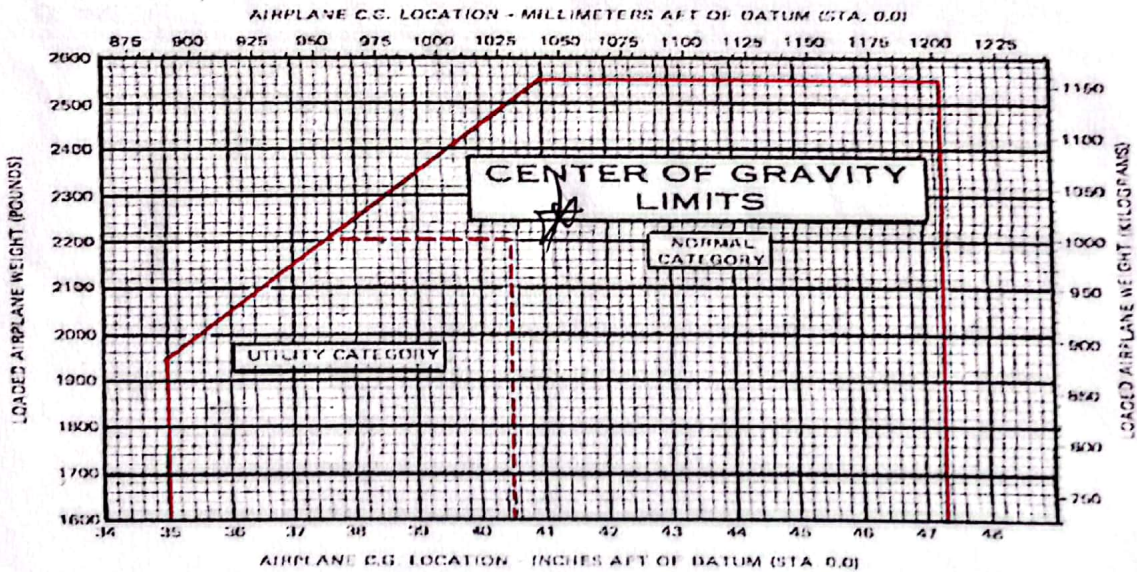 AIRPLANE C.G. LOCATION - MILLIMETERS AFT OF DATUM (STA. 0.0)
875 900 925 950 975 1000 1025 1050 1075 1100 1125 1150 1175 1200 1225
2600
2500
2400
2300
2200
2100
2000
1900
1800
1700
1600
LOADED AIRPLANE WEIGHT (POUNDS)
CENTER OF GRAVITY
LIMITS
NORMAL
CATEGORY
UTILITY CATEGORY
1150
1100
1050
1000
950
900
850
800
750
LOADED AIRPLANE WEIGHT (KILOGRAMS)
34 35 36 37 38 39 40 41 42 43 44 45 46 47 48
AIRPLANE C.G. LOCATION - INCHES AFT OF DATUM (STA. 0.0)